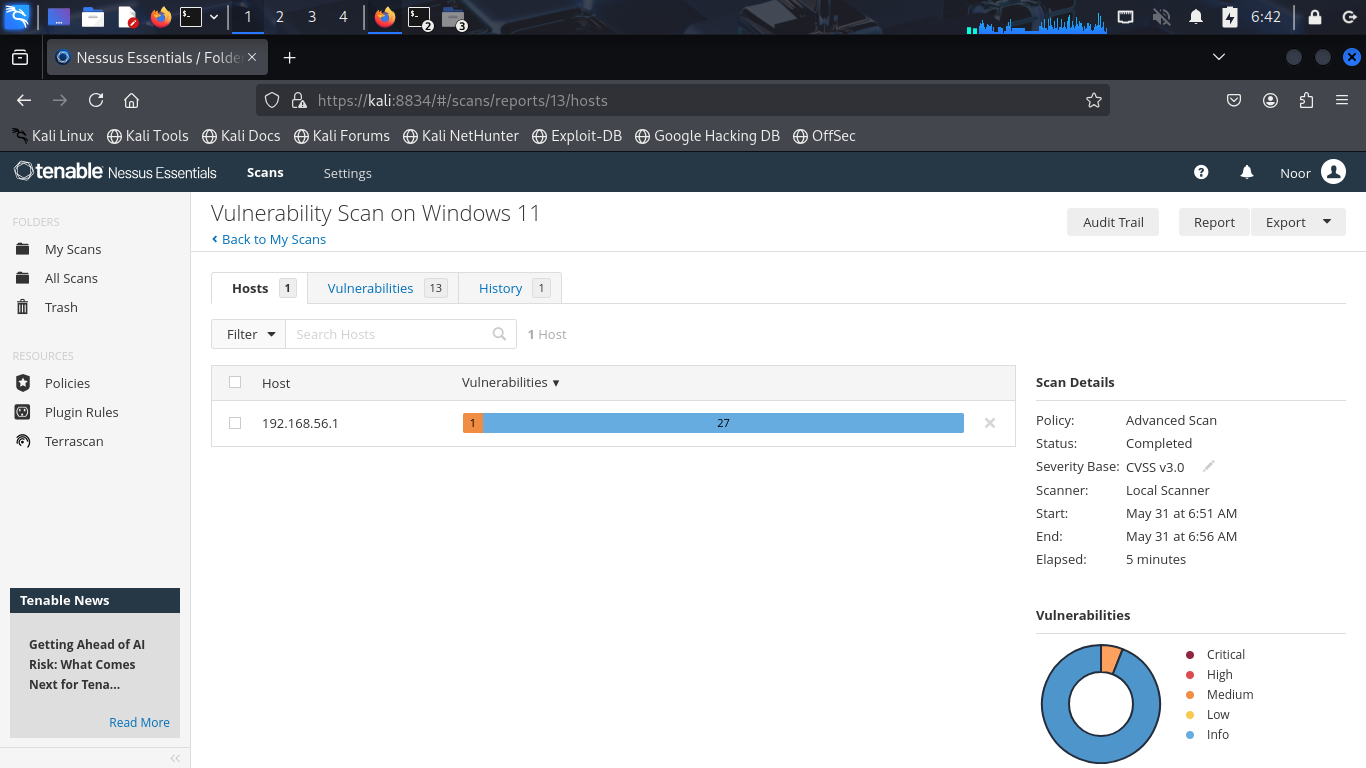 1 2 3 4 2 3 6:42
Nessus Essentials / Folde
https://kali:8834/#/scans/reports/13/hosts
Kali Linux Kali Tools Kali Docs Kali Forums Kali NetHunter Exploit-DB Google Hacking DB OffSec
tenable Nessus Essentials Scans Settings Noor
FOLDERS
My Scans
All Scans
Trash
RESOURCES
Policies
Plugin Rules
Terrascan
Tenable News
Getting Ahead of AI
Risk: What Comes
Next for Tena...
Read More
Vulnerability Scan on Windows 11
Back to My Scans
Audit Trail Report Export
Hosts 1 Vulnerabilities 13 History 1
Filter Search Hosts 1 Host
Host Vulnerabilities
192.168.56.1 1 27
Scan Details
Policy: Advanced Scan
Status: Completed
Severity Base: CVSS v3.0
Scanner: Local Scanner
Start: May 31 at 6:51 AM
End: May 31 at 6:56 AM
Elapsed: 5 minutes
Vulnerabilities
Critical
High
Medium
Low
Info